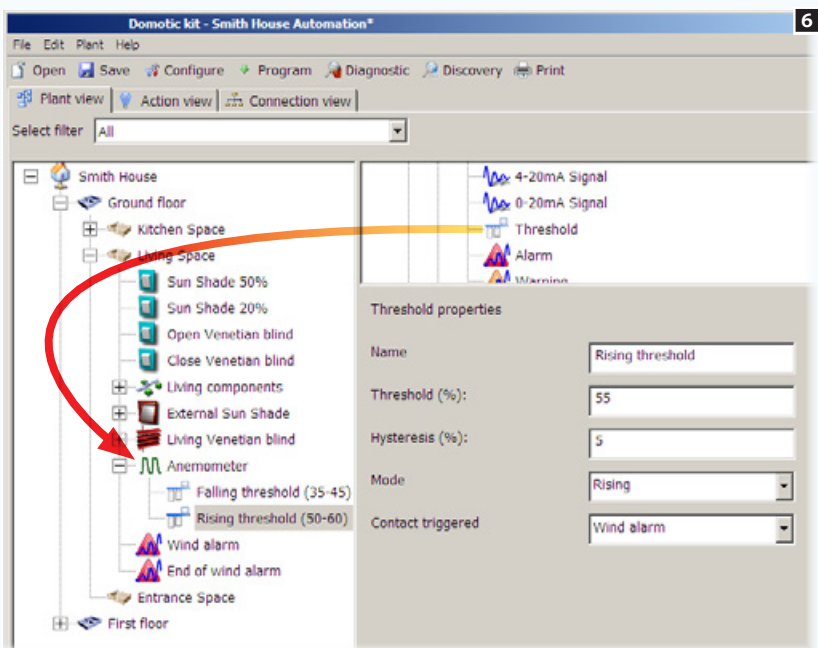 Domotic kit - Smith House Automation*
6
File Edit Plant Help
Open Save Configure Program Diagnostic Discovery Print
Plant view Action view Connection view
Select filter All
Smith House
Ground floor
Kitchen Space
Living Space
Sun Shade 50%
Sun Shade 20%
Open Venetian blind
Close Venetian blind
Living components
External Sun Shade
Living Venetian blind
Anemometer
Falling threshold (35-45)
Rising threshold (50-60)
Wind alarm
End of wind alarm
Entrance Space
First floor
4-20mA Signal
0-20mA Signal
Threshold
Alarm
Warning
Threshold properties
Name Rising threshold
Threshold (%): 55
Hysteresis (%): 5
Mode Rising
Contact triggered Wind alarm